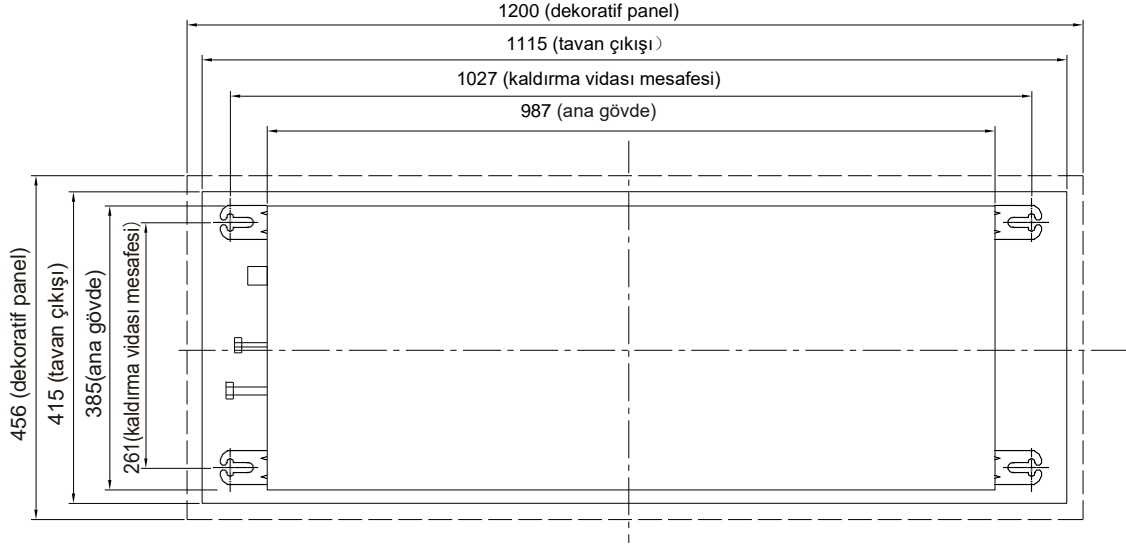 1200 (dekoratif panel)
1115 (tavan çıkışı）
1027 (kaldırma vidası mesafesi)
987 (ana gövde)
456 (dekoratif panel)
415 (tavan çıkışı)
385(ana gövde)
261(kaldırma vidası mesafesi)